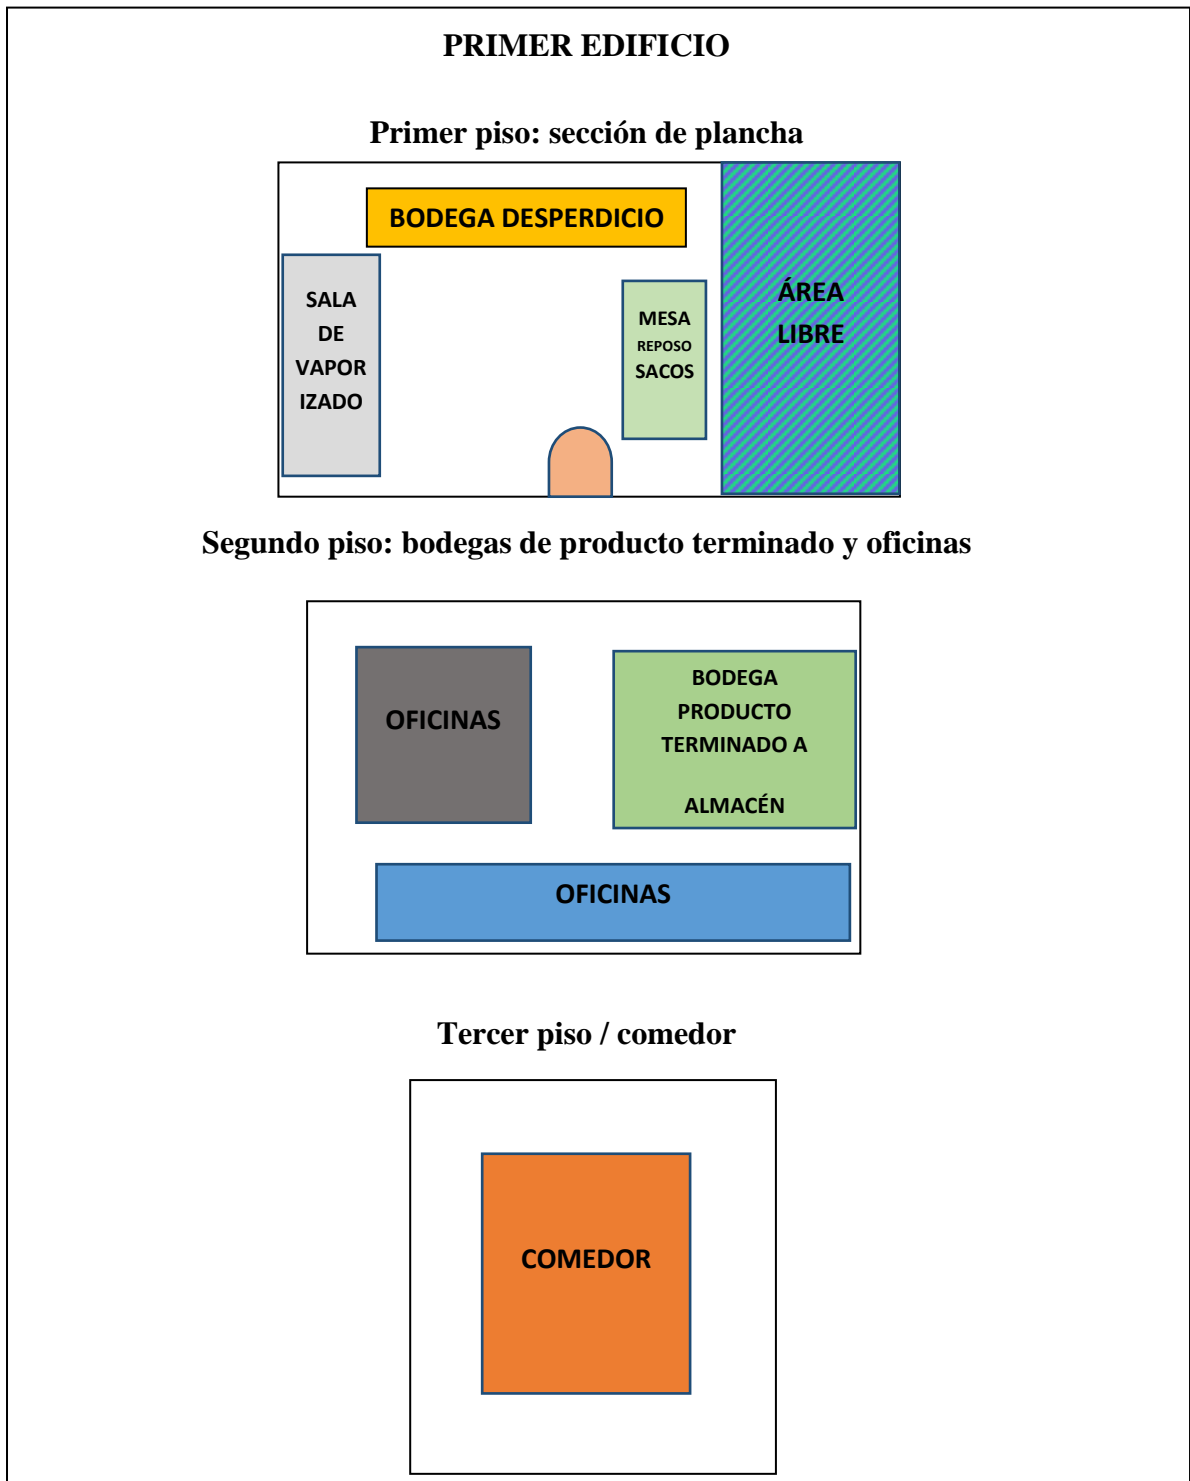 PRIMER EDIFICIO
Primer piso: sección de plancha
BODEGA DESPERDICIO
SALA
DE
VAPOR
IZADO
MESA
REPOSO
SACOS
ÁREA
LIBRE
Segundo piso: bodegas de producto terminado y oficinas
OFICINAS
BODEGA
PRODUCTO
TERMINADO A
ALMACÉN
OFICINAS
Tercer piso / comedor
COMEDOR